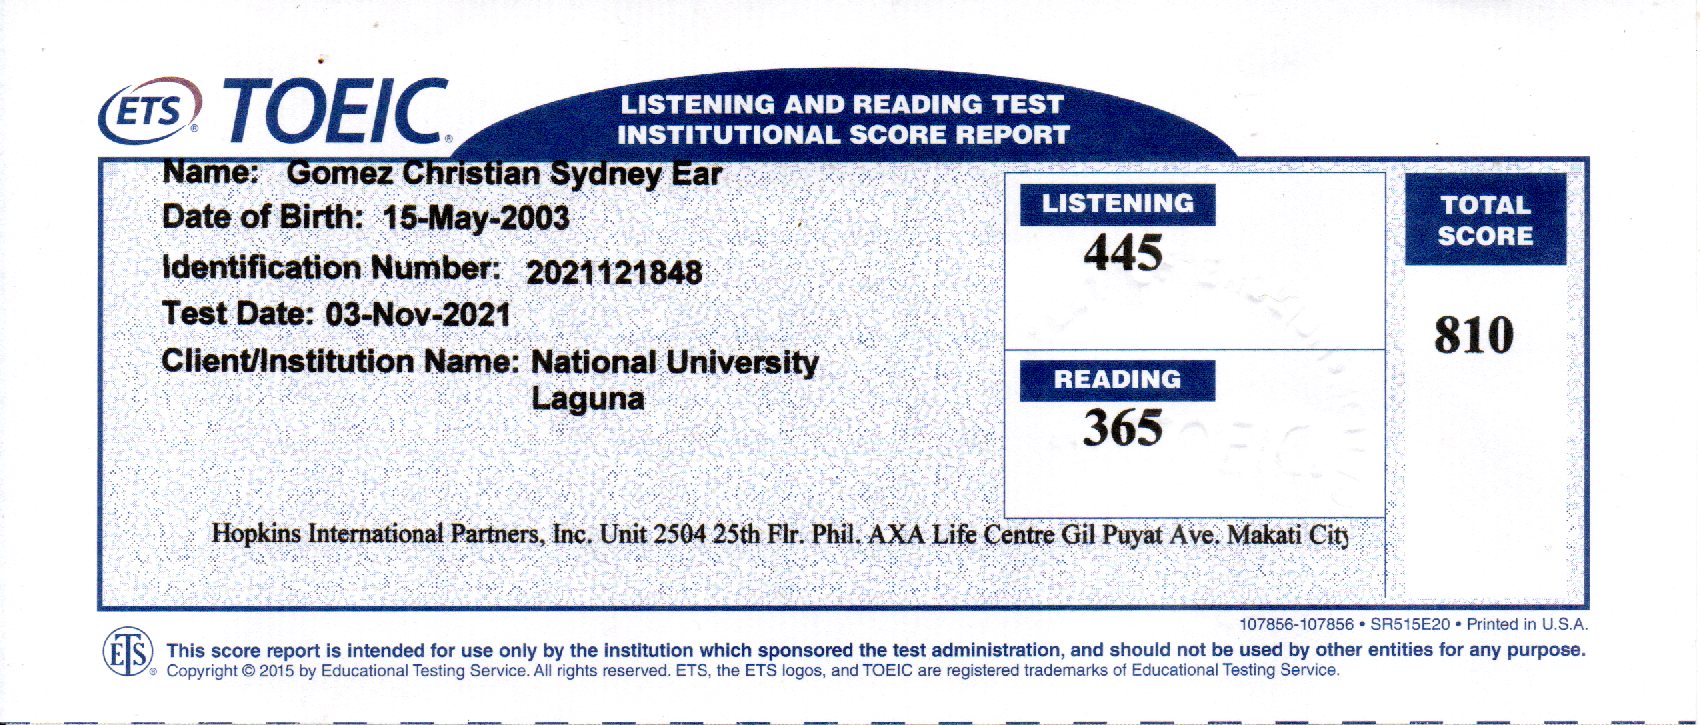 ETS® TOEIC®
LISTENING AND READING TEST
INSTITUTIONAL SCORE REPORT
Name: Gomez Christian Sydney Ear
Date of Birth: 15-May-2003
Identification Number: 2021121848
Test Date: 03-Nov-2021
Client/Institution Name: National University
Laguna
LISTENING
445
READING
365
TOTAL
SCORE
810
Hopkins International Partners, Inc. Unit 2504 25th Flr. Phil. AXA Life Centre Gil Puyat Ave. Makati City
107856-107856 • SR515E20 • Printed in U.S.A.
ETS®
This score report is intended for use only by the institution which sponsored the test administration, and should not be used by other entities for any purpose.
Copyright © 2015 by Educational Testing Service. All rights reserved. ETS, the ETS logos, and TOEIC are registered trademarks of Educational Testing Service.